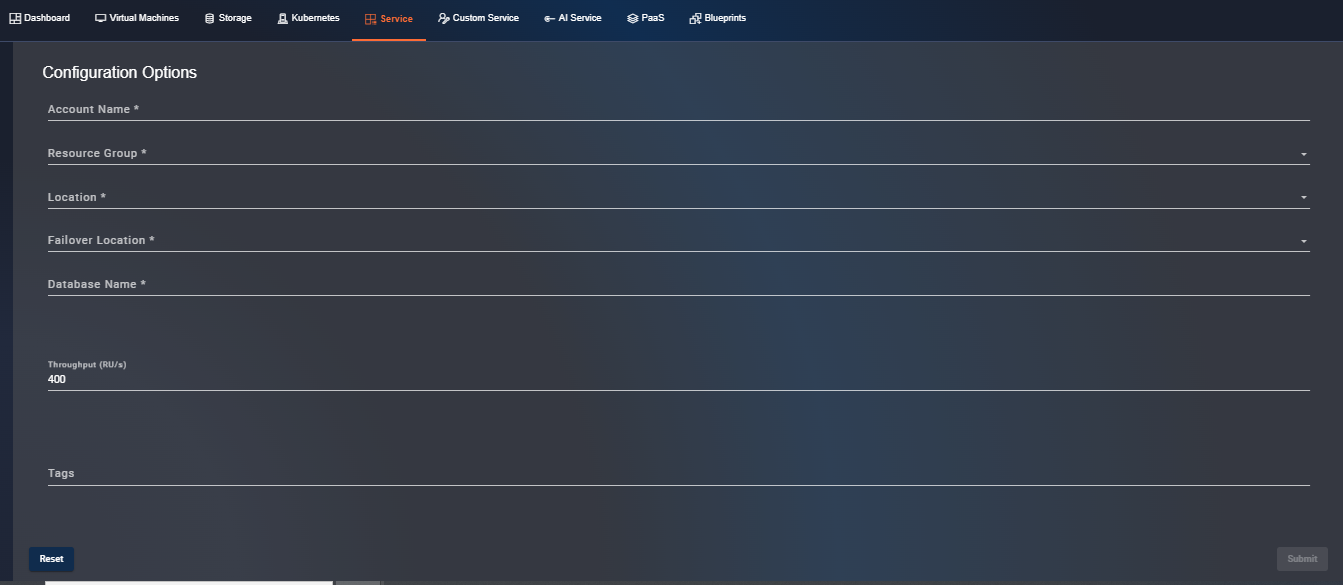 Dashboard Virtual Machines Storage Kubernetes Service Custom Service AI Service PaaS Blueprints
Configuration Options
Account Name *
Resource Group *
Location *
Failover Location *
Database Name *
Throughput (RU/s)
400
Tags
Reset Submit